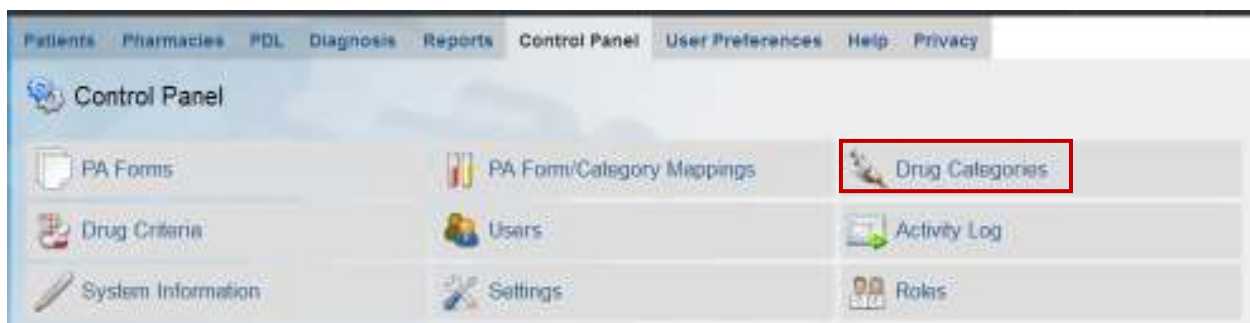 Patients Pharmacies PDL Diagnosis Reports Control Panel User Preferences Help Privacy
Control Panel
PA Forms PA Form/Category Mappings Drug Categories
Drug Criteria Users Activity Log
System Information Settings Roles